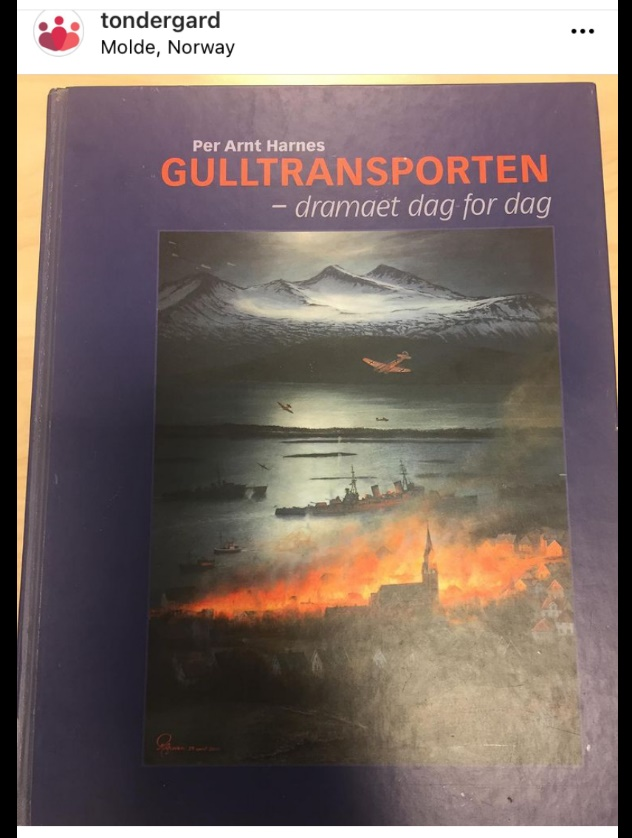 tondergard
Molde, Norway
Per Arnt Harnes
GULLTRANSPORTEN
– dramaet dag for dag